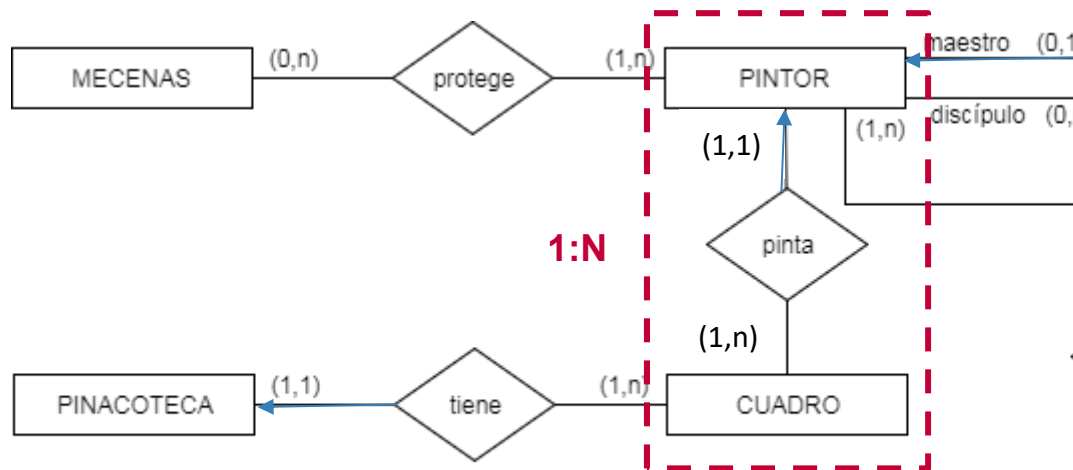 maestro (0,1
(0,n)
(1,n)
MECENAS
protege
PINTOR
discípulo (0,
(1,n)
(1,1)
1:N
pinta
(1,n)
(1,1)
(1,n)
PINACOTECA
tiene
CUADRO